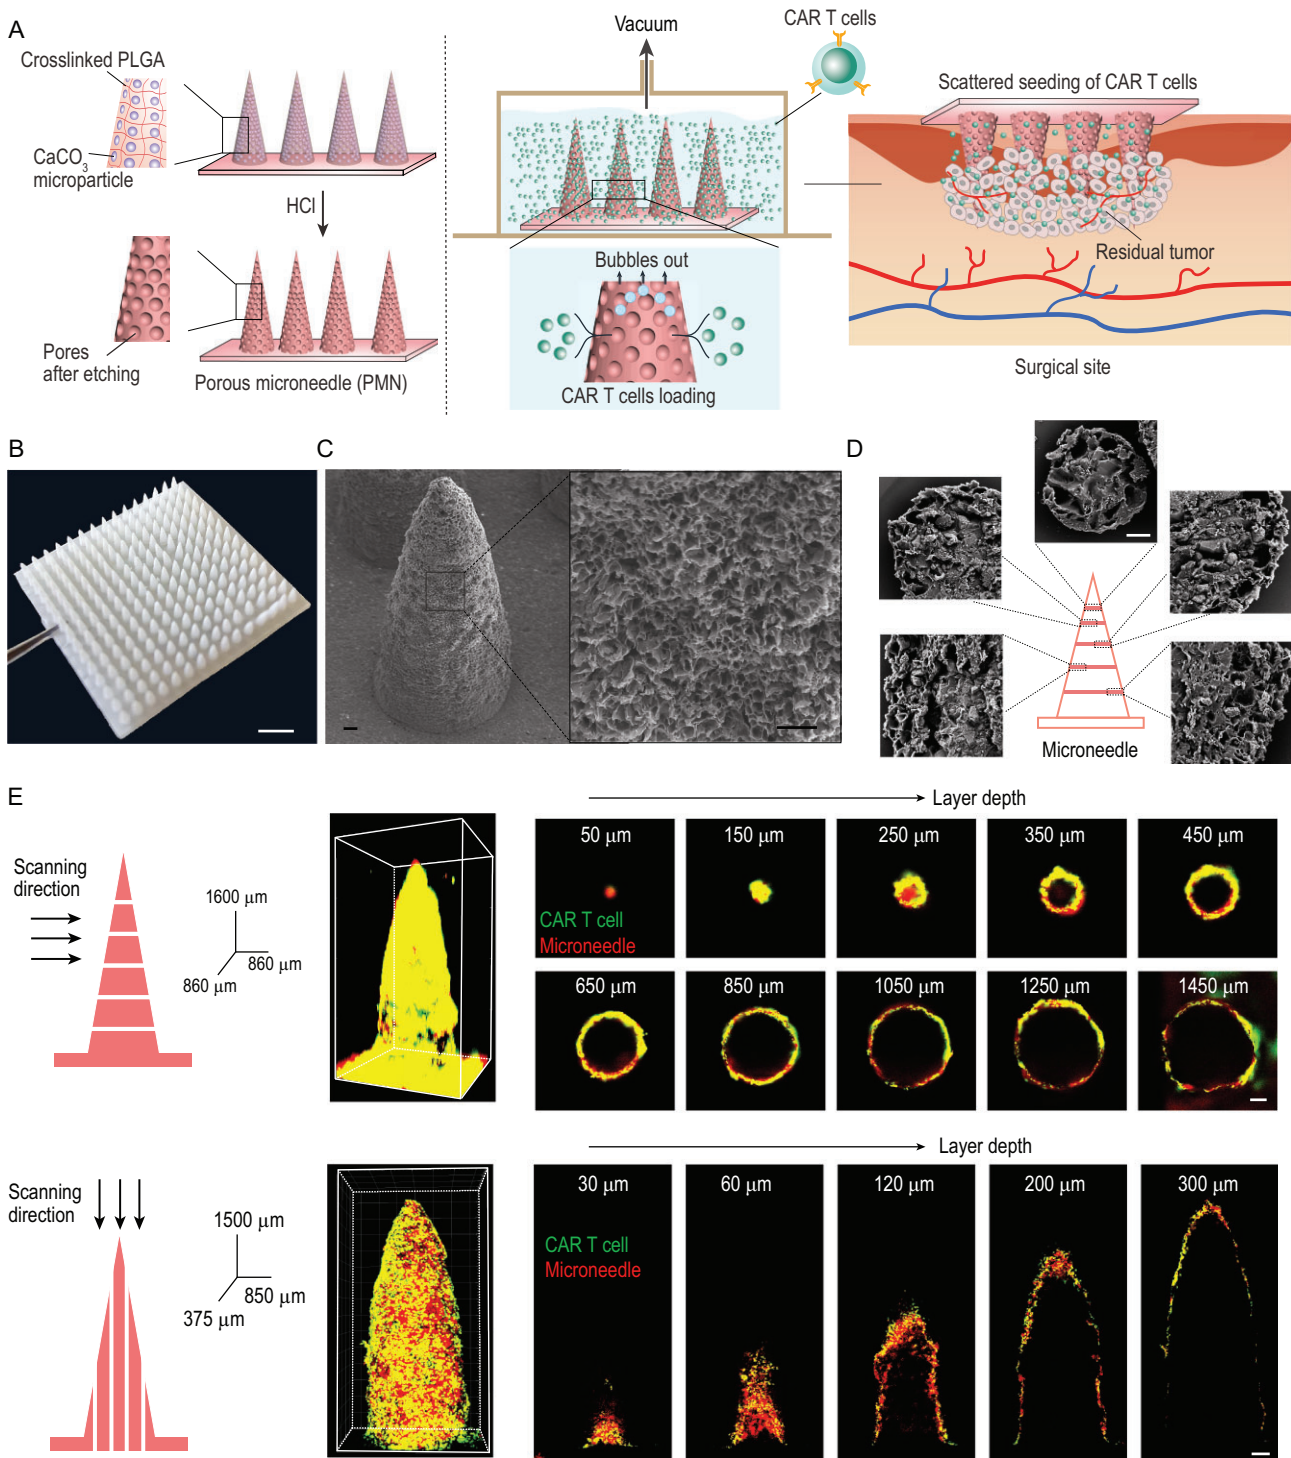 A
Crosslinked PLGA
CaCO3
microparticle
HCl
Pores
after etching
Porous microneedle (PMN)
Vacuum
CAR T cells
Bubbles out
CAR T cells loading
Scattered seeding of CAR T cells
Residual tumor
Surgical site
B
C
D
Microneedle
E
Scanning
direction
1600 μm
860 μm
860 μm
Layer depth
50 μm
150 μm
250 μm
350 μm
450 μm
CAR T cell
Microneedle
650 μm
850 μm
1050 μm
1250 μm
1450 μm
Scanning
direction
1500 μm
850 μm
375 μm
Layer depth
30 μm
60 μm
120 μm
200 μm
300 μm
CAR T cell
Microneedle